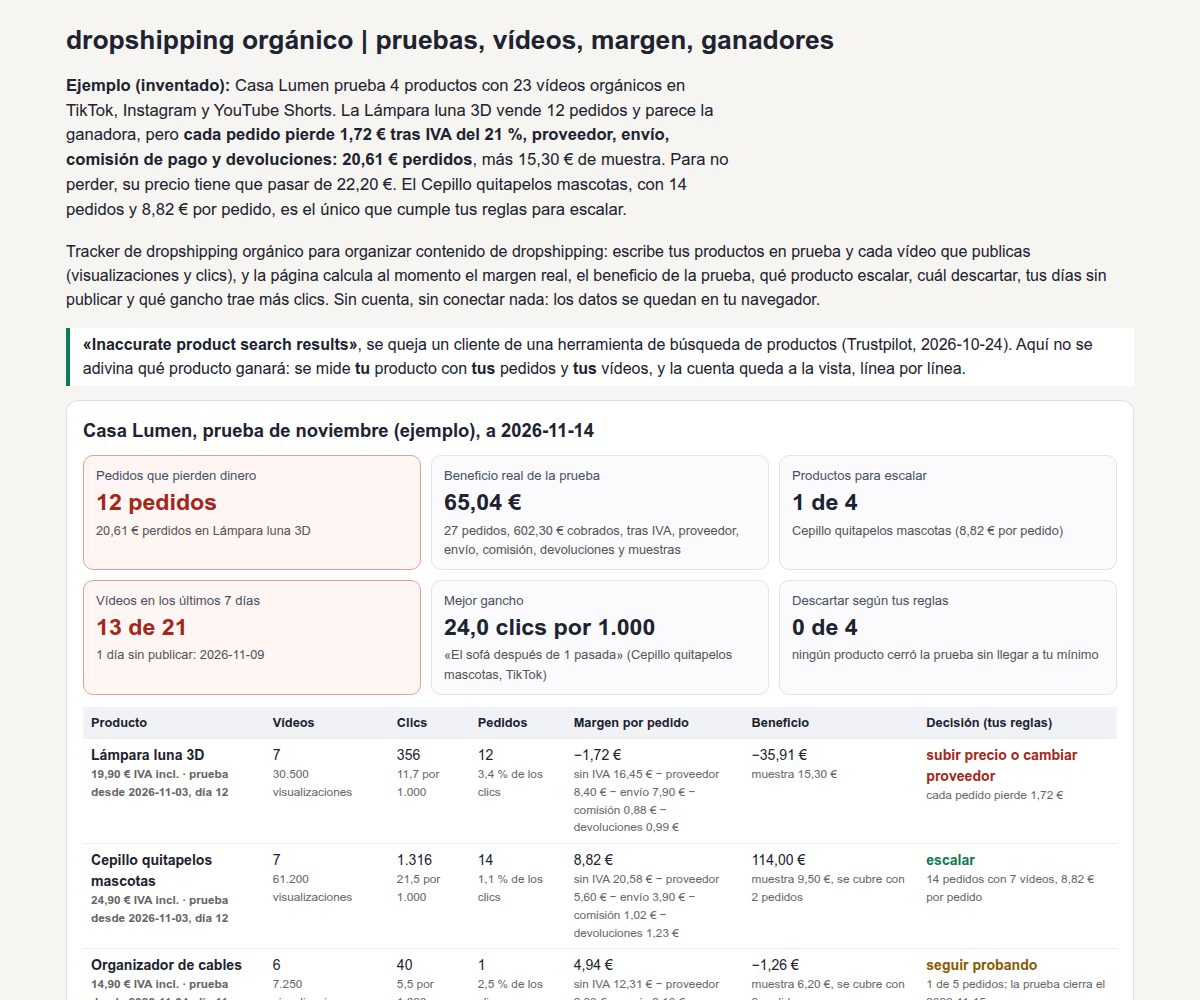 dropshipping orgánico | pruebas, vídeos, margen, ganadores
Ejemplo (inventado): Casa Lumen prueba 4 productos con 23 vídeos orgánicos en
TikTok, Instagram y YouTube Shorts. La Lámpara luna 3D vende 12 pedidos y parece la
ganadora, pero cada pedido pierde 1,72 € tras IVA del 21 %, proveedor, envío,
comisión de pago y devoluciones: 20,61 € perdidos, más 15,30 € de muestra. Para no
perder, su precio tiene que pasar de 22,20 €. El Cepillo quitapelos mascotas, con 14
pedidos y 8,82 € por pedido, es el único que cumple tus reglas para escalar.
Tracker de dropshipping orgánico para organizar contenido de dropshipping: escribe tus productos en prueba y cada vídeo que publicas
(visualizaciones y clics), y la página calcula al momento el margen real, el beneficio de la prueba, qué producto escalar, cuál descartar, tus días sin
publicar y qué gancho trae más clics. Sin cuenta, sin conectar nada: los datos se quedan en tu navegador.
«Inaccurate product search results», se queja un cliente de una herramienta de búsqueda de productos (Trustpilot, 2026-10-24). Aquí no se
adivina qué producto ganará: se mide tu producto con tus pedidos y tus vídeos, y la cuenta queda a la vista, línea por línea.
Casa Lumen, prueba de noviembre (ejemplo), a 2026-11-14
Pedidos que pierden dinero
12 pedidos
20,61 € perdidos en Lámpara luna 3D
Beneficio real de la prueba
65,04 €
27 pedidos, 602,30 € cobrados, tras IVA, proveedor,
envío, comisión, devoluciones y muestras
Productos para escalar
1 de 4
Cepillo quitapelos mascotas (8,82 € por pedido)
Vídeos en los últimos 7 días
13 de 21
1 día sin publicar: 2026-11-09
Mejor gancho
24,0 clics por 1.000
«El sofá después de 1 pasada» (Cepillo quitapelos
mascotas, TikTok)
Descartar según tus reglas
0 de 4
ningún producto cerró la prueba sin llegar a tu mínimo
Producto Vídeos Clics Pedidos Margen por pedido Beneficio Decisión (tus reglas)
Lámpara luna 3D
19,90 € IVA incl. · prueba
desde 2026-11-03, día 12
7
30.500
visualizaciones
356
11,7 por
1.000
12
3,4 % de los
clics
−1,72 €
sin IVA 16,45 € − proveedor
8,40 € − envío 7,90 € −
comisión 0,88 € −
devoluciones 0,99 €
−35,91 €
muestra 15,30 €
subir precio o cambiar
proveedor
cada pedido pierde 1,72 €
Cepillo quitapelos
mascotas
24,90 € IVA incl. · prueba
desde 2026-11-03, día 12
7
61.200
visualizaciones
1.316
21,5 por
1.000
14
1,1 % de los
clics
8,82 €
sin IVA 20,58 € − proveedor
5,60 € − envío 3,90 € −
comisión 1,02 € −
devoluciones 1,23 €
114,00 €
muestra 9,50 €, se cubre con
2 pedidos
escalar
14 pedidos con 7 vídeos, 8,82 €
por pedido
Organizador de cables
14,90 € IVA incl. · prueba
6
7.250
40
5,5 por
1
2,5 % de los
4,94 €
sin IVA 12,31 € − proveedor
−1,26 €
muestra 6,20 €, se cubre con
seguir probando
1 de 5 pedidos; la prueba cierra el